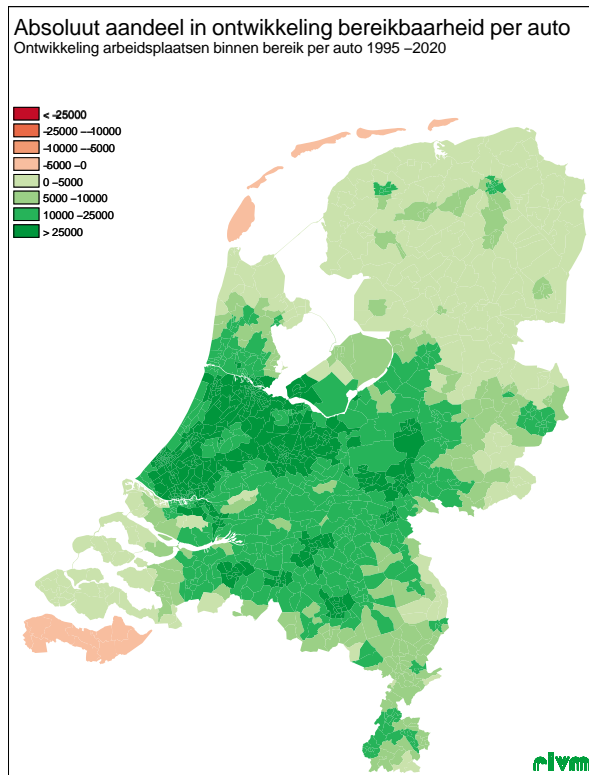 Absoluut aandeel in ontwikkeling bereikbaarheid per auto
Ontwikkeling arbeidsplaatsen binnen bereik per auto 1995 –2020
< -25000
-25000 –-10000
-10000 –-5000
-5000 –0
0 –5000
5000 –10000
10000 –25000
> 25000
rivm